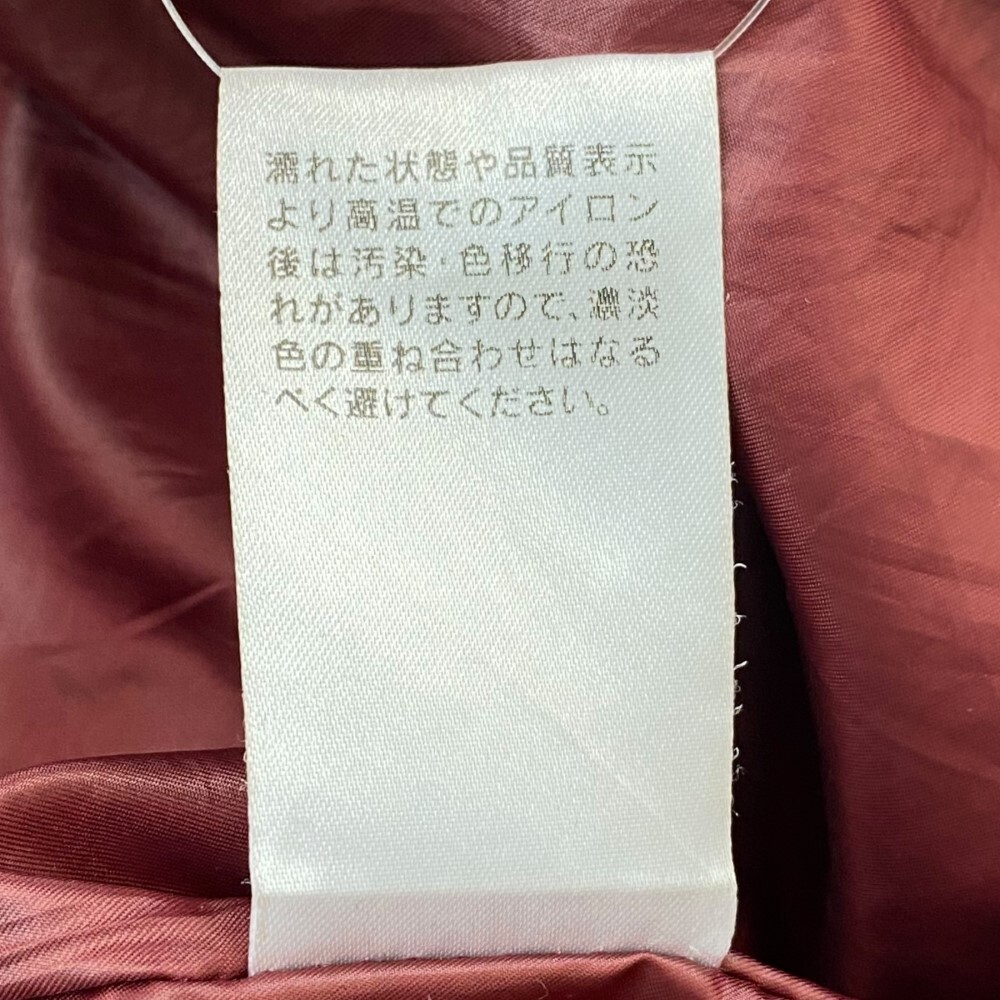 濡れた状態や品質表示
より高温でのアイロン
後は汚染・色移行の恐
れがありますので、濃淡
色の重ね合わせはなる
べく避けてください。